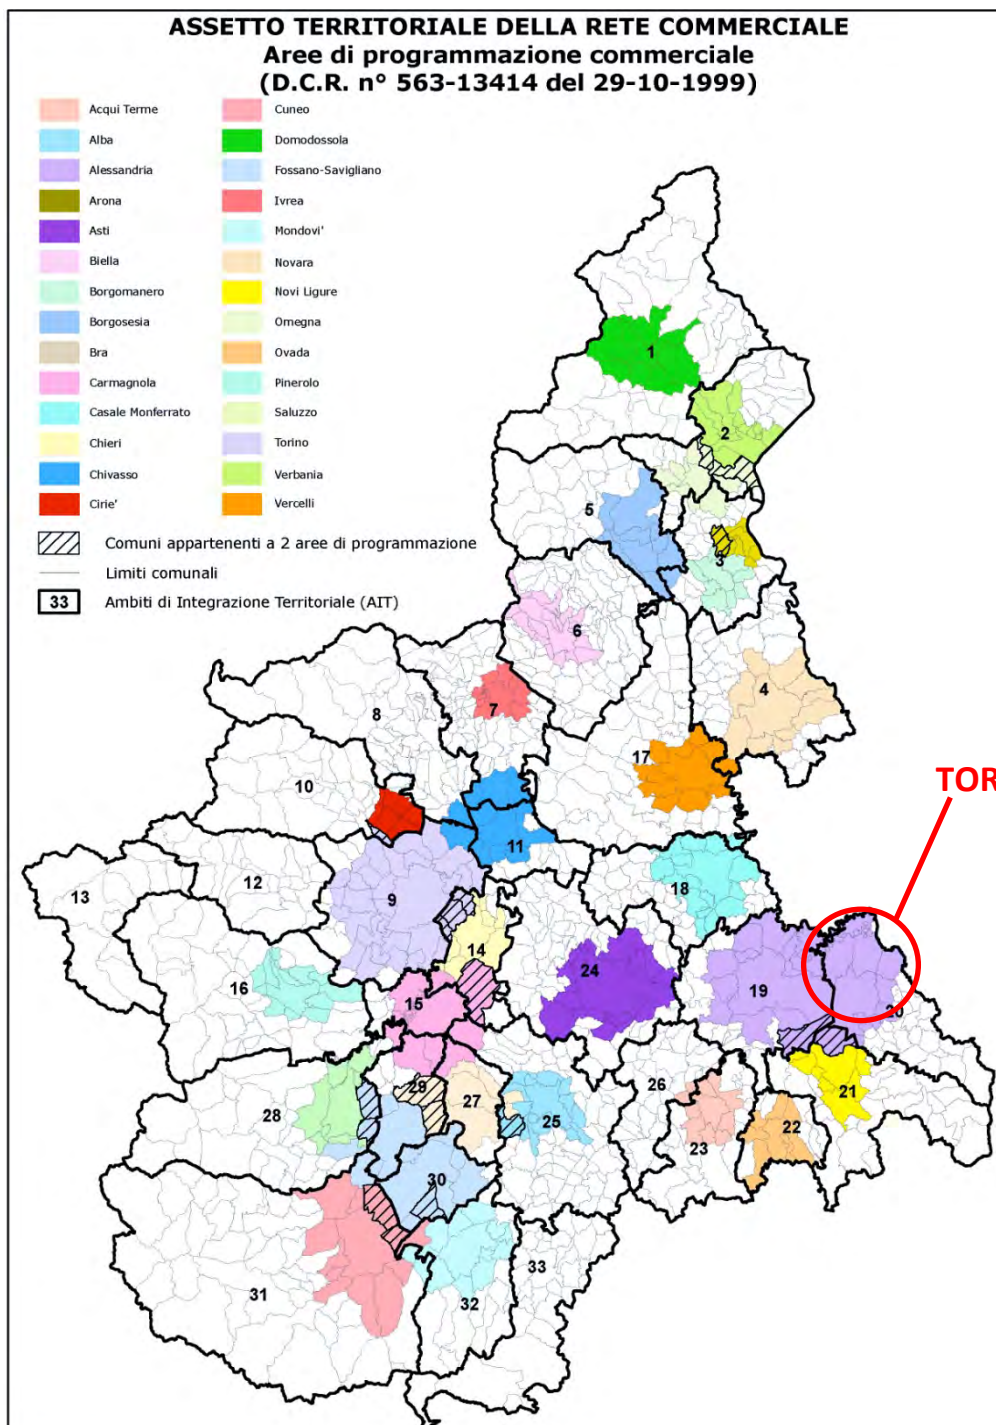 ASSETTO TERRITORIALE DELLA RETE COMMERCIALE
Aree di programmazione commerciale
(D.C.R. n° 563-13414 del 29-10-1999)
Acqui Terme
Alba
Alessandria
Arona
Asti
Biella
Borgomanero
Borgosesia
Bra
Carmagnola
Casale Monferrato
Chieri
Chivasso
Cirie'
Cuneo
Domodossola
Fossano-Savigliano
Ivrea
Mondovi'
Novara
Novi Ligure
Omegna
Ovada
Pinerolo
Saluzzo
Torino
Verbania
Vercelli
Comuni appartenenti a 2 aree di programmazione
Limiti comunali
33 Ambiti di Integrazione Territoriale (AIT)
1
2
5
3
6
4
7
8
17
10
TOR
11
12
13
9
18
14
24
16
15
19
20
29
26
21
28
27
25
22
23
30
33
31
32